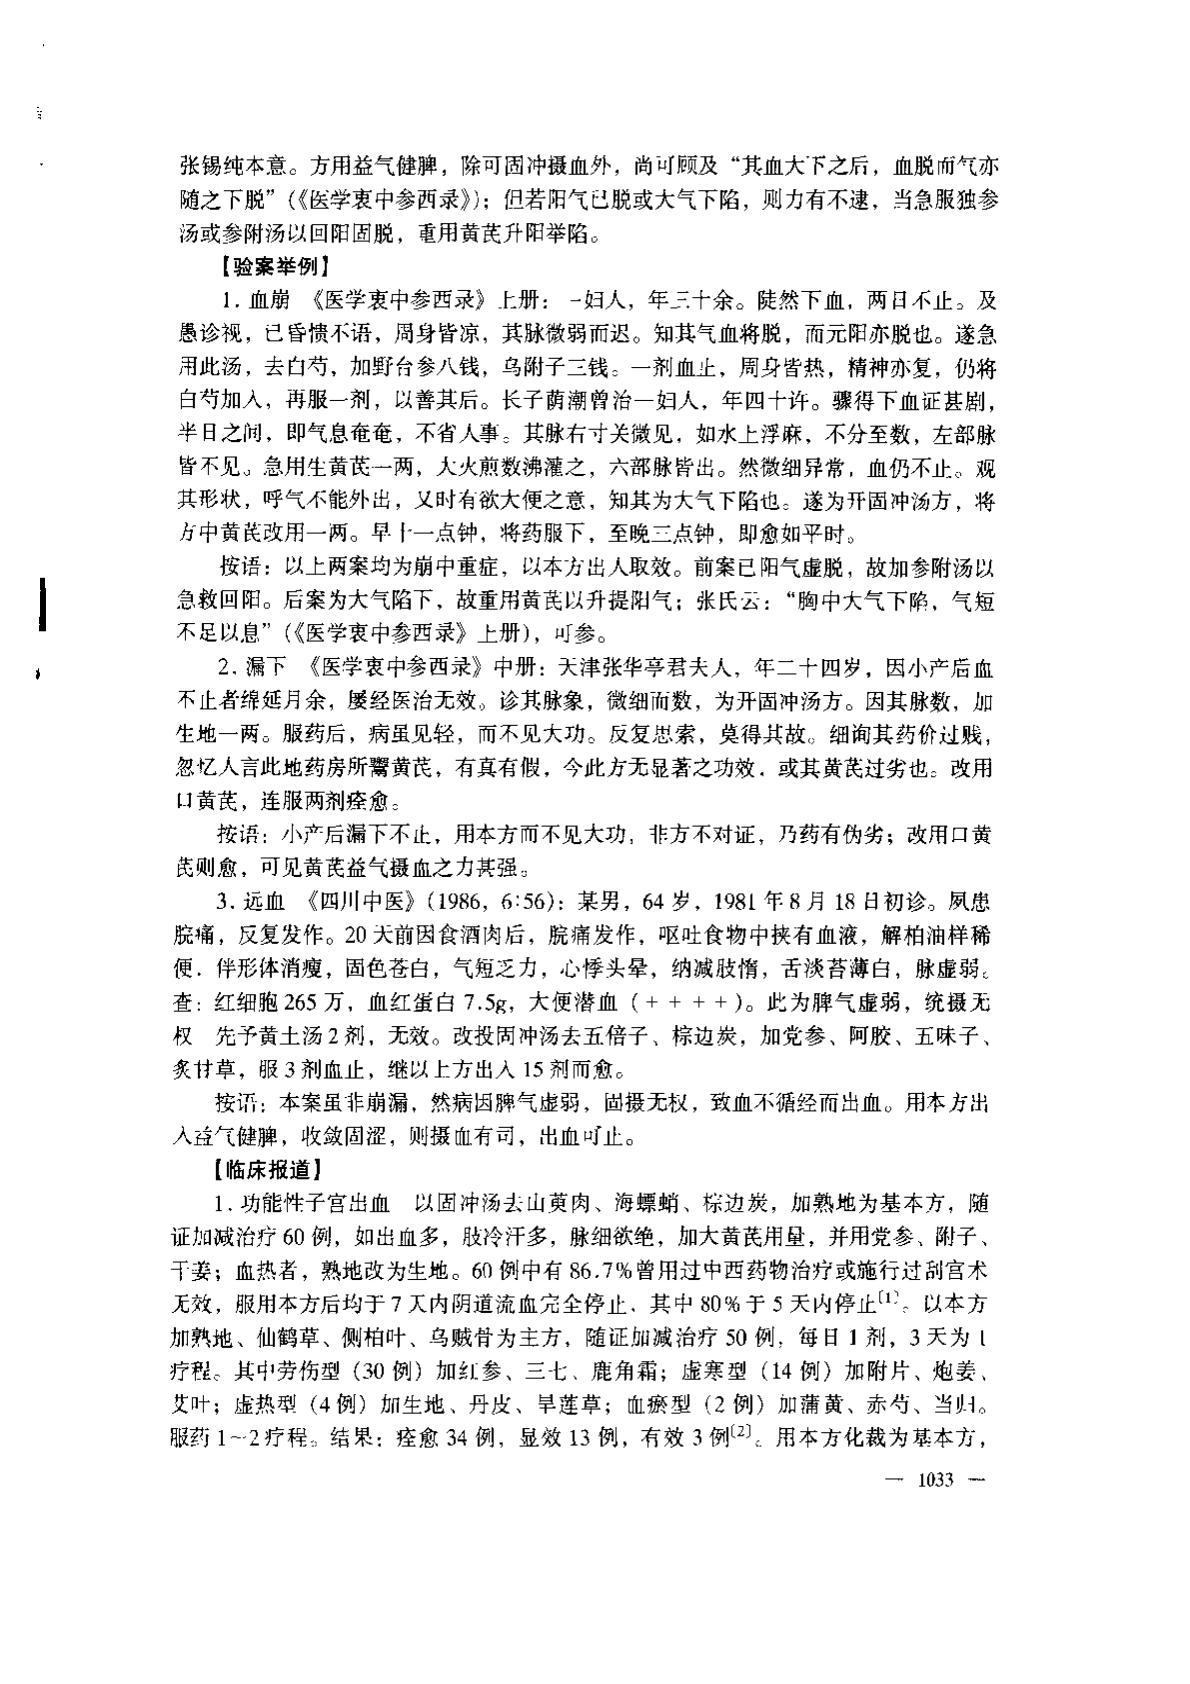 张锡纯本意。方用益气健脾，除可固冲摄血外，尚可顾及“其血大下之后，血脱而气亦
随之下脱”（《医学衷中参西录》）；但若阳气已脱或大气下陷，则力有不逮，当急服独参
汤或参附汤以回阳固脱，重用黄芪升阳举陷。
【验案举例】
1. 血崩 《医学衷中参西录》上册：一妇人，年三十余。陡然下血，两日不止。及
愚诊视，已昏愦不语，周身皆凉，其脉微弱而迟。知其气血将脱，而元阳亦脱也。遂急
用此汤，去白芍，加野台参八钱，乌附子三钱。一剂血止，周身皆热，精神亦复，仍将
白芍加入，再服一剂，以善其后。长子荫潮曾治一妇人，年四十许。骤得下血证甚剧，
半日之间，即气息奄奄，不省人事。其脉右寸关微见，如水上浮麻，不分至数，左部脉
皆不见。急用生黄芪一两，大火煎数沸灌之，六部脉皆出。然微细异常，血仍不止。观
其形状，呼气不能外出，又时有欲大便之意，知其为大气下陷也。遂为开固冲汤方，将
方中黄芪改用一两。早十一点钟，将药服下，至晚三点钟，即愈如平时。
按语：以上两案均为崩中重症，以本方出人取效。前案已阳气虚脱，故加参附汤以
急救回阳。后案为大气陷下，故重用黄芪以升提阳气；张氏云：“胸中大气下陷，气短
不足以息”（《医学衷中参西录》上册），可参。
2. 漏下 《医学衷中参西录》中册：天津张华亭君夫人，年二十四岁，因小产后血
不止者绵延月余，屡经医治无效。诊其脉象，微细而数，为开固冲汤方。因其脉数，加
生地一两。服药后，病虽见轻，而不见大功。反复思索，莫得其故。细询其药价过贱，
忽忆人言此地药房所鬻黄芪，有真有假，今此方无显著之功效，或其黄芪过劣也。改用
口黄芪，连服两剂痊愈。
按语：小产后漏下不止，用本方而不见大功，非方不对证，乃药有伪劣；改用口黄
芪则愈，可见黄芪益气摄血之力甚强。
3. 远血 《四川中医》（1986，6:56）：某男，64 岁，1981 年 8 月 18 日初诊。夙患
脘痛，反复发作。20 天前因食酒肉后，脘痛发作，呕吐食物中挟有血液，解柏油样稀
便．伴形体消瘦，面色苍白，气短乏力，心悸头晕，纳减肢惰，舌淡苔薄白，脉虚弱。
查：红细胞 265 万，血红蛋白 7.5g，大便潜血（＋＋＋＋）。此为脾气虚弱，统摄无
权 先予黄土汤 2 剂，无效。改投固冲汤去五倍子、棕边炭，加党参、阿胶、五味子、
炙甘草，服 3 剂血止，继以上方出入 15 剂而愈。
按语：本案虽非崩漏，然病因脾气虚弱，固摄无权，致血不循经而出血。用本方出
入益气健脾，收敛固涩，则摄血有司，出血可止。
【临床报道】
1. 功能性子宫出血 以固冲汤去山萸肉、海螵蛸、棕边炭，加熟地为基本方，随
证加减治疗 60 例，如出血多，肢冷汗多，脉细欲绝，加大黄芪用量，并用党参、附子、
干姜；血热者，熟地改为生地。60 例中有 86.7%曾用过中西药物治疗或施行过刮宫术
无效，服用本方后均于 7 天内阴道流血完全停止，其中 80%于 5 天内停止〔1〕。以本方
加熟地、仙鹤草、侧柏叶、乌贼骨为主方，随证加减治疗 50 例，每日 1 剂，3 天为 1
疗程。其中劳伤型（30 例）加红参、三七、鹿角霜；虚寒型（14 例）加附片、炮姜、
艾叶；虚热型（4 例）加生地、丹皮、旱莲草；血瘀型（2 例）加蒲黄、赤芍、当归。
服药 1～2 疗程。结果：痊愈 34 例，显效 13 例，有效 3 例〔2〕。用本方化裁为基本方，
— 1033 —